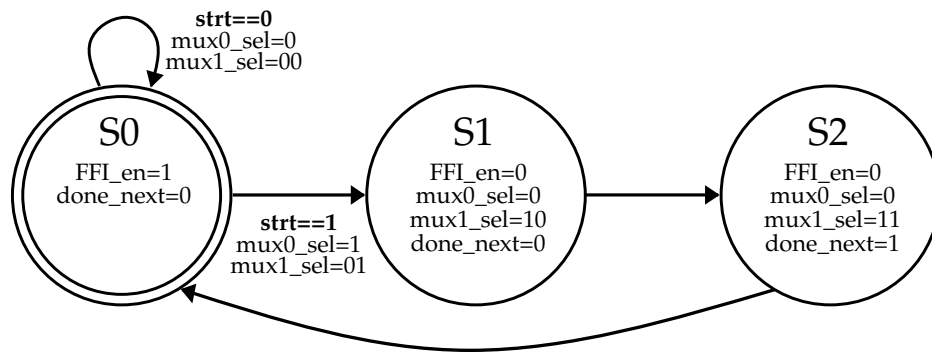 strt==0
mux0_sel=0
mux1_sel=00
S0
FFI_en=1
done_next=0
strt==1
mux0_sel=1
mux1_sel=01
S1
FFI_en=0
mux0_sel=0
mux1_sel=10
done_next=0
S2
FFI_en=0
mux0_sel=0
mux1_sel=11
done_next=1